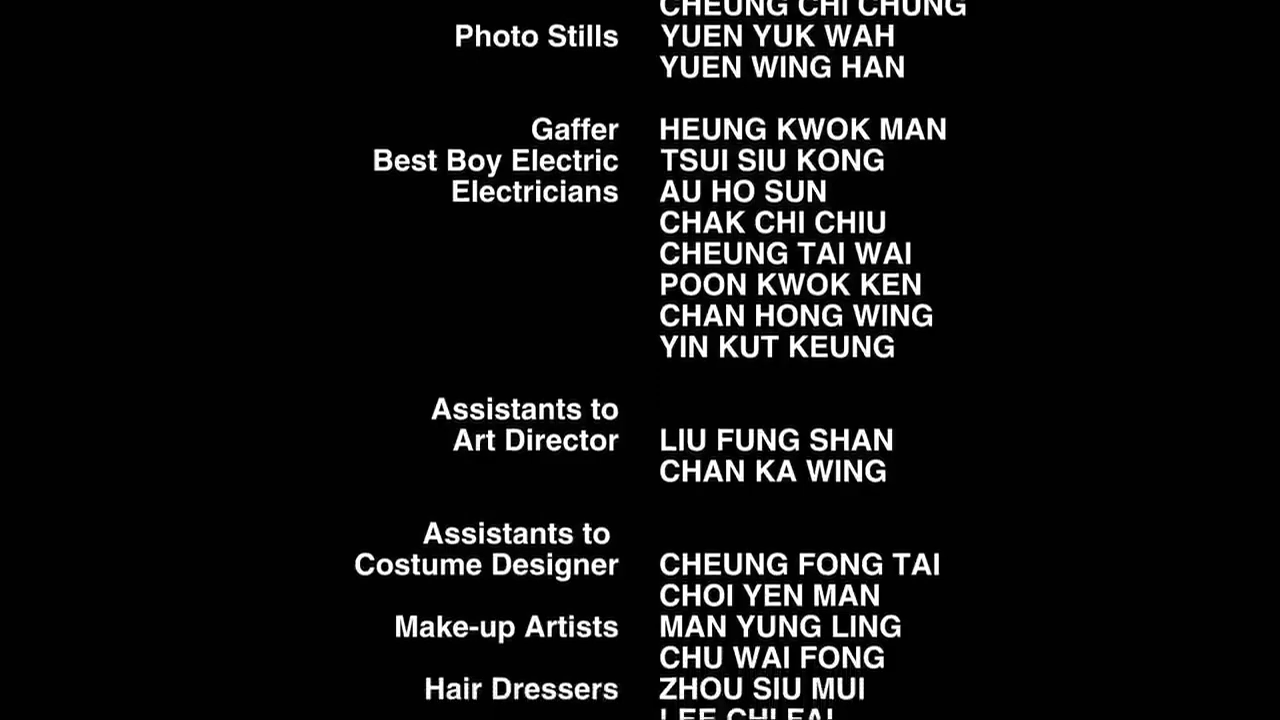 CHEUNG CHI CHUNG
Photo Stills YUEN YUK WAH
YUEN WING HAN
Gaffer HEUNG KWOK MAN
Best Boy Electric TSUI SIU KONG
Electricians AU HO SUN
CHAK CHI CHIU
CHEUNG TAI WAI
POON KWOK KEN
CHAN HONG WING
YIN KUT KEUNG
Assistants to
Art Director LIU FUNG SHAN
CHAN KA WING
Assistants to
Costume Designer CHEUNG FONG TAI
CHOI YEN MAN
Make-up Artists MAN YUNG LING
CHU WAI FONG
Hair Dressers ZHOU SIU MUI
LEE CHI FAI